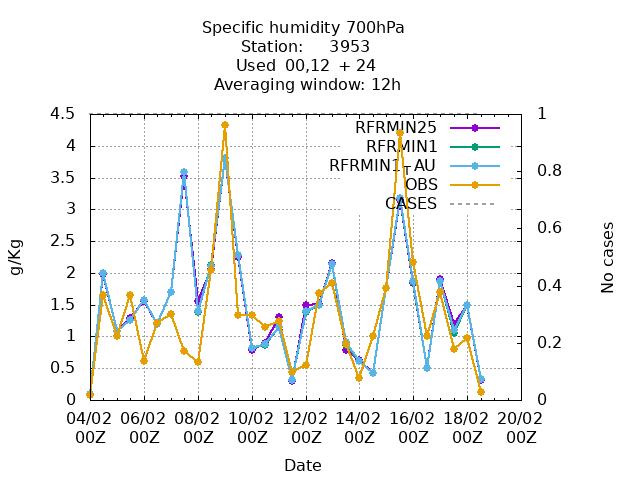 Specific humidity 700hPa
Station: 3953
Used 00,12 + 24
Averaging window: 12h
g/Kg
4.5
4
3.5
3
2.5
2
1.5
1
0.5
0
RFRMIN25
RFRMIN1
RFRMIN1_TAU
OBS
CASES
1
0.8
0.6
0.4
0.2
0
No cases
04/02 06/02 08/02 10/02 12/02 14/02 16/02 18/02 20/02
00Z 00Z 00Z 00Z 00Z 00Z 00Z 00Z 00Z
Date